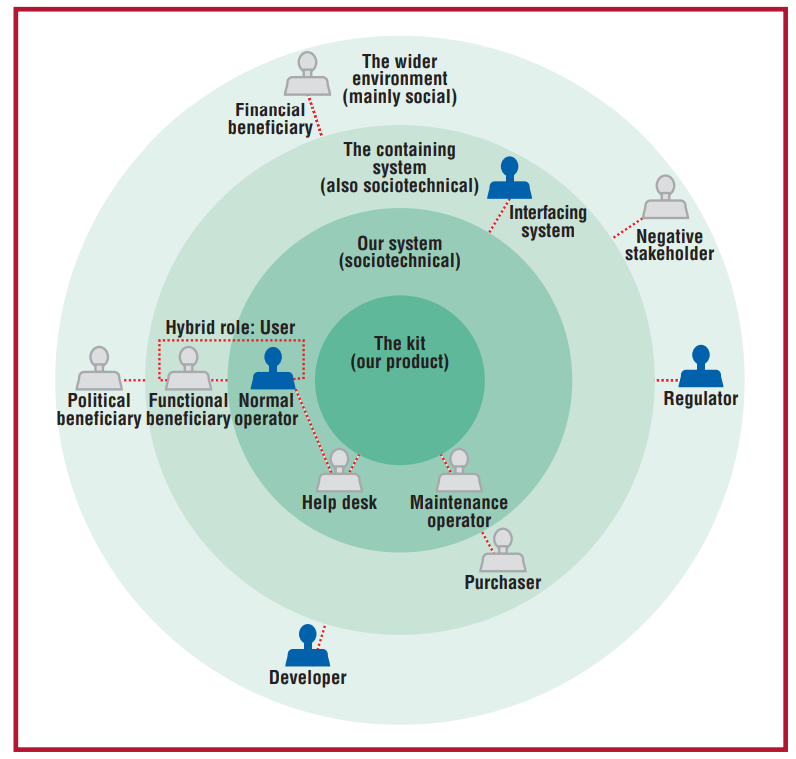 The wider
environment
(mainly social)
Financial
beneficiary
The containing
system
(also sociotechnical)
Interfacing
system
Negative
stakeholder
Our system
(sociotechnical)
Hybrid role: User
The kit
(our product)
Political
beneficiary
Functional
beneficiary
Normal
operator
Regulator
Help desk
Maintenance
operator
Purchaser
Developer